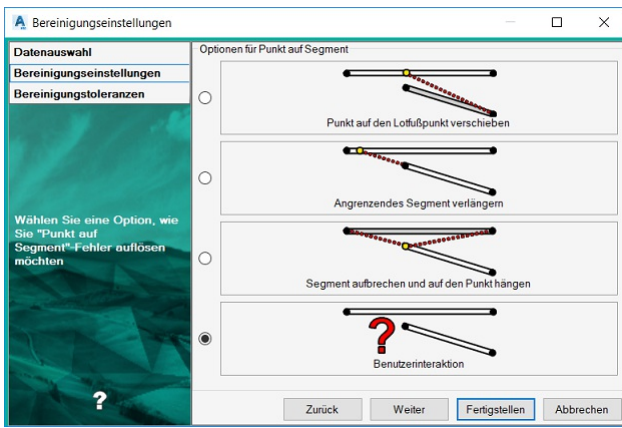 Bereinigungseinstellungen
Datenauswahl
Bereinigungseinstellungen
Bereinigungstoleranzen
Wählen Sie eine Option, wie
Sie "Punkt auf
Segment"-Fehler auflösen
möchten
?
Optionen für Punkt auf Segment
Punkt auf den Lotfußpunkt verschieben
Angrenzendes Segment verlängern
Segment aufbrechen und auf den Punkt hängen
?
Benutzerinteraktion
Zurück
Weiter
Fertigstellen
Abbrechen